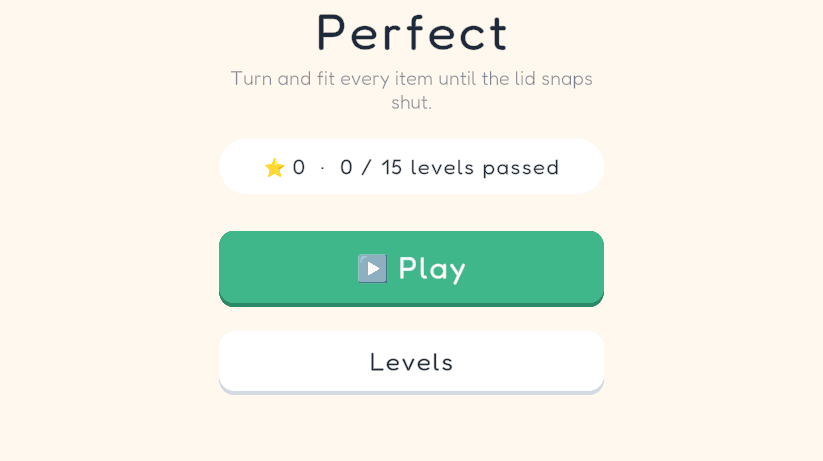 Perfect
Turn and fit every item until the lid snaps
shut.
⭐ 0 · 0 / 15 levels passed
▶️ Play
Levels